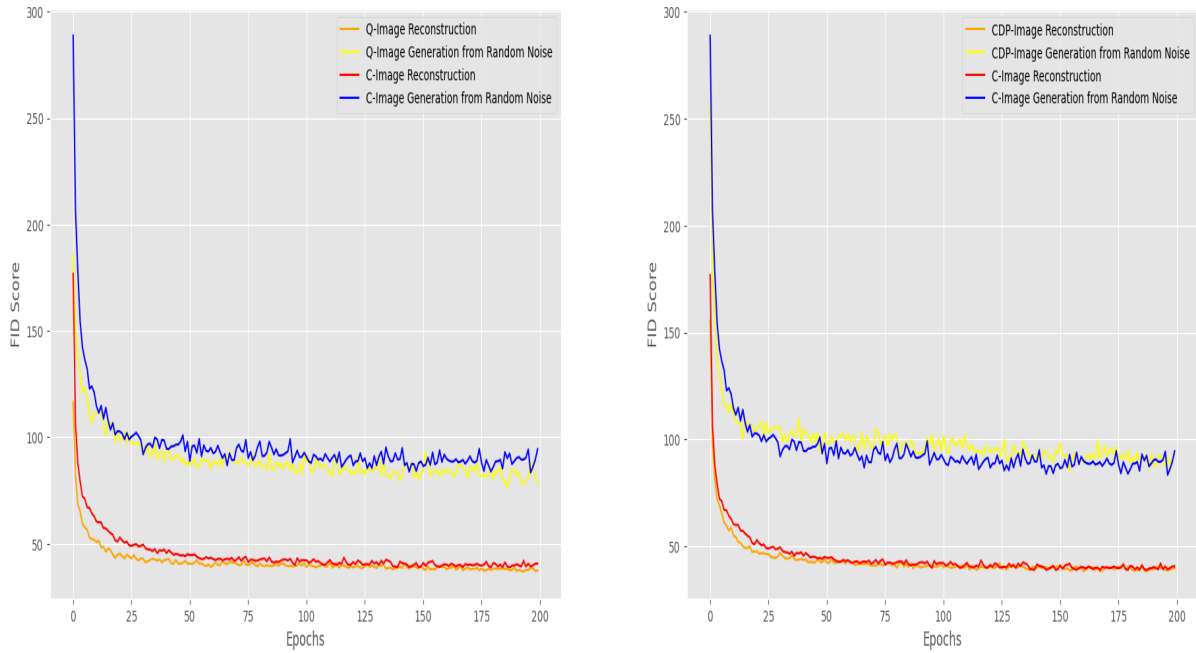 300
250
200
150
100
50
FID Score
0 25 50 75 100 125 150 175 200
Epochs
Q-Image Reconstruction
Q-Image Generation from Random Noise
C-Image Reconstruction
C-Image Generation from Random Noise
300
250
200
150
100
50
FID Score
0 25 50 75 100 125 150 175 200
Epochs
CDP-Image Reconstruction
CDP-Image Generation from Random Noise
C-Image Reconstruction
C-Image Generation from Random Noise